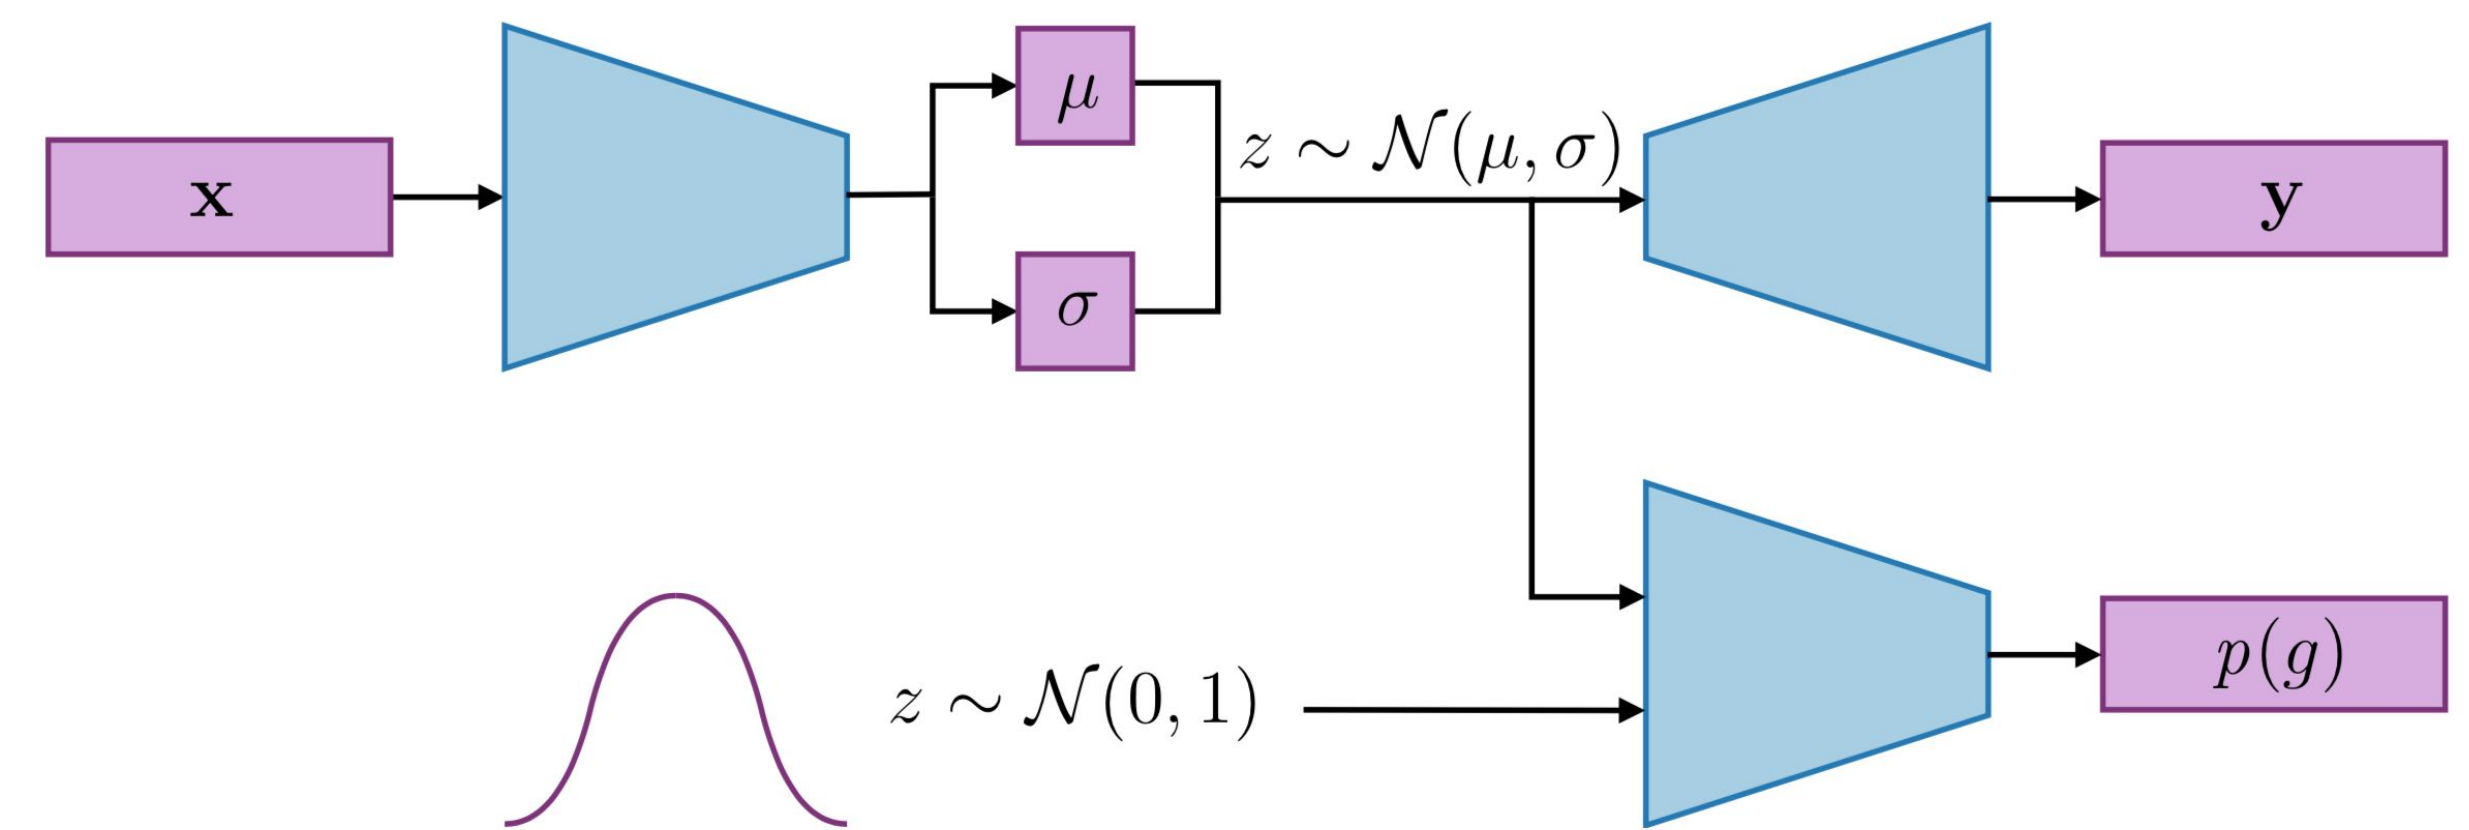 x
μ
σ
z ∼ 𝒩(μ, σ)
y
z ∼ 𝒩(0, 1)
p(g)